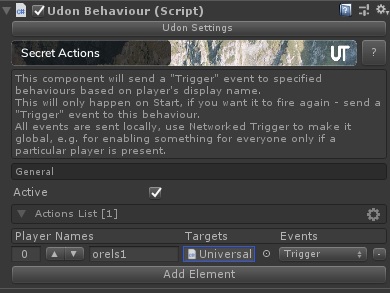 Udon Behaviour (Script)
Udon Settings
Secret Actions
UT
?
This component will send a "Trigger" event to specified
behaviours based on player's display name.
This will only happen on Start, if you want it to fire again - send a
"Trigger" event to this behaviour.
All events are sent locally, use Networked Trigger to make it
global, e.g. for enabling something for everyone only if a
particular player is present.
General
Active
Actions List [1]
Player Names Targets Events
0 orels1 Universal Trigger -
Add Element